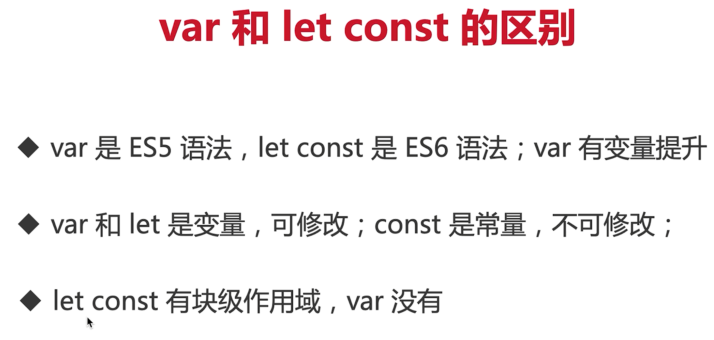 var 和 let const 的区别
◆ var 是 ES5 语法，let const 是 ES6 语法；var 有变量提升
◆ var 和 let 是变量，可修改；const 是常量，不可修改；
◆ let const 有块级作用域，var 没有